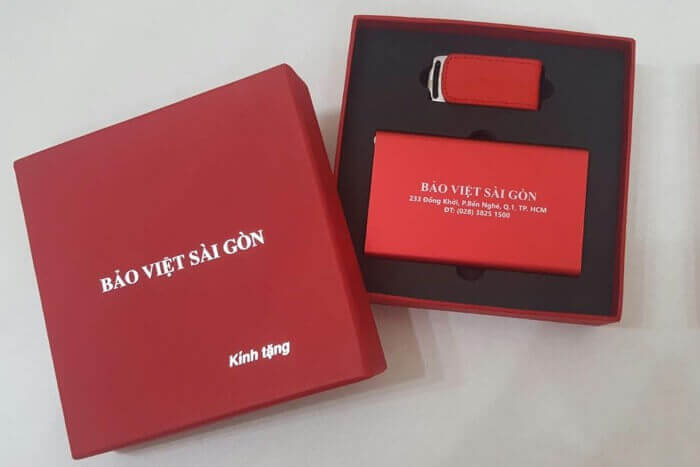 BẢO VIỆT SÀI GÒN
Kính tặng
BẢO VIỆT SÀI GÒN
233 Đồng Khởi, P.Bến Nghé, Q.1, TP. HCM
ĐT: (028) 3825 1500